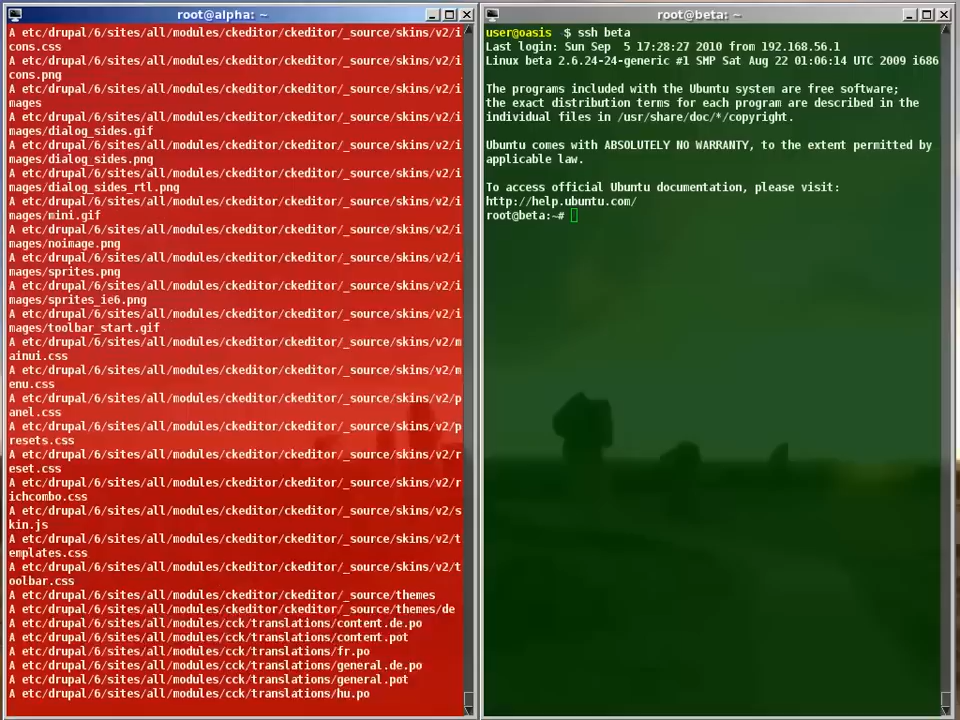 root@alpha: ~
A etc/drupal/6/sites/all/modules/ckeditor/ckeditor/_source/skins/v2/i
cons.css
A etc/drupal/6/sites/all/modules/ckeditor/ckeditor/_source/skins/v2/i
cons.png
A etc/drupal/6/sites/all/modules/ckeditor/ckeditor/_source/skins/v2/i
mages
A etc/drupal/6/sites/all/modules/ckeditor/ckeditor/_source/skins/v2/i
mages/dialog_sides.gif
A etc/drupal/6/sites/all/modules/ckeditor/ckeditor/_source/skins/v2/i
mages/dialog_sides.png
A etc/drupal/6/sites/all/modules/ckeditor/ckeditor/_source/skins/v2/i
mages/dialog_sides_rtl.png
A etc/drupal/6/sites/all/modules/ckeditor/ckeditor/_source/skins/v2/i
mages/mini.gif
A etc/drupal/6/sites/all/modules/ckeditor/ckeditor/_source/skins/v2/i
mages/noimage.png
A etc/drupal/6/sites/all/modules/ckeditor/ckeditor/_source/skins/v2/i
mages/sprites.png
A etc/drupal/6/sites/all/modules/ckeditor/ckeditor/_source/skins/v2/i
mages/sprites_ie6.png
A etc/drupal/6/sites/all/modules/ckeditor/ckeditor/_source/skins/v2/i
mages/toolbar_start.gif
A etc/drupal/6/sites/all/modules/ckeditor/ckeditor/_source/skins/v2/m
ainui.css
A etc/drupal/6/sites/all/modules/ckeditor/ckeditor/_source/skins/v2/m
enu.css
A etc/drupal/6/sites/all/modules/ckeditor/ckeditor/_source/skins/v2/p
anel.css
A etc/drupal/6/sites/all/modules/ckeditor/ckeditor/_source/skins/v2/p
resets.css
A etc/drupal/6/sites/all/modules/ckeditor/ckeditor/_source/skins/v2/r
eset.css
A etc/drupal/6/sites/all/modules/ckeditor/ckeditor/_source/skins/v2/r
ichcombo.css
A etc/drupal/6/sites/all/modules/ckeditor/ckeditor/_source/skins/v2/s
kin.js
A etc/drupal/6/sites/all/modules/ckeditor/ckeditor/_source/skins/v2/t
emplates.css
A etc/drupal/6/sites/all/modules/ckeditor/ckeditor/_source/skins/v2/t
oolbar.css
A etc/drupal/6/sites/all/modules/ckeditor/ckeditor/_source/themes
A etc/drupal/6/sites/all/modules/ckeditor/ckeditor/_source/themes/de
A etc/drupal/6/sites/all/modules/cck/translations/content.de.po
A etc/drupal/6/sites/all/modules/cck/translations/content.pot
A etc/drupal/6/sites/all/modules/cck/translations/fr.po
A etc/drupal/6/sites/all/modules/cck/translations/general.de.po
A etc/drupal/6/sites/all/modules/cck/translations/general.pot
A etc/drupal/6/sites/all/modules/cck/translations/hu.po
root@beta: ~
user@oasis ~$ ssh beta
Last login: Sun Sep  5 17:28:27 2010 from 192.168.56.1
Linux beta 2.6.24-24-generic #1 SMP Sat Aug 22 01:06:14 UTC 2009 i686
The programs included with the Ubuntu system are free software;
the exact distribution terms for each program are described in the
individual files in /usr/share/doc/*/copyright.
Ubuntu comes with ABSOLUTELY NO WARRANTY, to the extent permitted by
applicable law.
To access official Ubuntu documentation, please visit:
http://help.ubuntu.com/
root@beta:~#